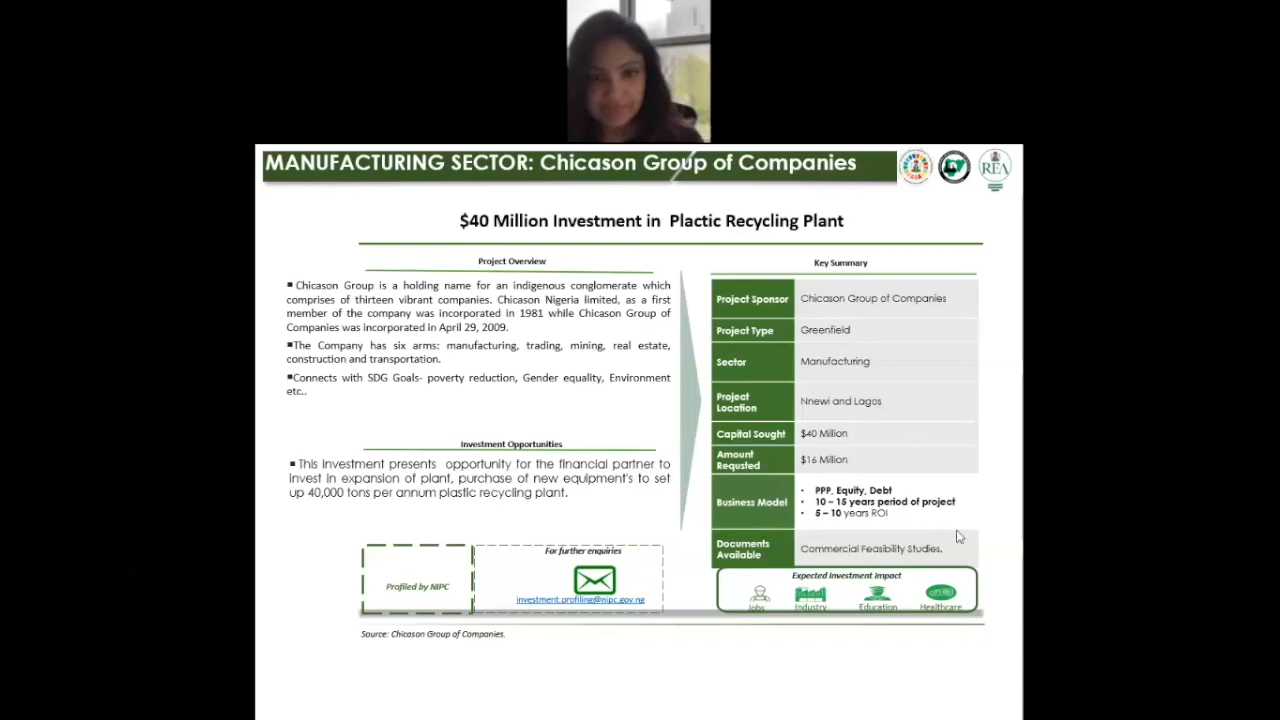 MANUFACTURING SECTOR: Chicason Group of Companies
REA
$40 Million Investment in Plactic Recycling Plant
Project Overview
▪ Chicason Group is a holding name for an indigenous conglomerate which
comprises of thirteen vibrant companies. Chicason Nigeria limited, as a first
member of the company was incorporated in 1981 while Chicason Group of
Companies was incorporated in April 29, 2009.
▪The Company has six arms: manufacturing, trading, mining, real estate,
construction and transportation.
▪Connects with SDG Goals- poverty reduction, Gender equality, Environment
etc..
Investment Opportunities
▪ This investment presents opportunity for the financial partner to
invest in expansion of plant, purchase of new equipment's to set
up 40,000 tons per annum plastic recycling plant.
Profiled by NIPC
For further enquiries
investment.profiling@nipc.gov.ng
Key Summary
Project Sponsor Chicason Group of Companies
Project Type Greenfield
Sector Manufacturing
Project
Location
Nnewi and Lagos
Capital Sought $40 Million
Amount
Requsted
$16 Million
Business Model
• PPP, Equity, Debt
• 10 – 15 years period of project
• 5 – 10 years ROI
Documents
Available
Commercial Feasibility Studies.
Expected Investment Impact
Jobs Industry Education Healthcare
Source: Chicason Group of Companies.